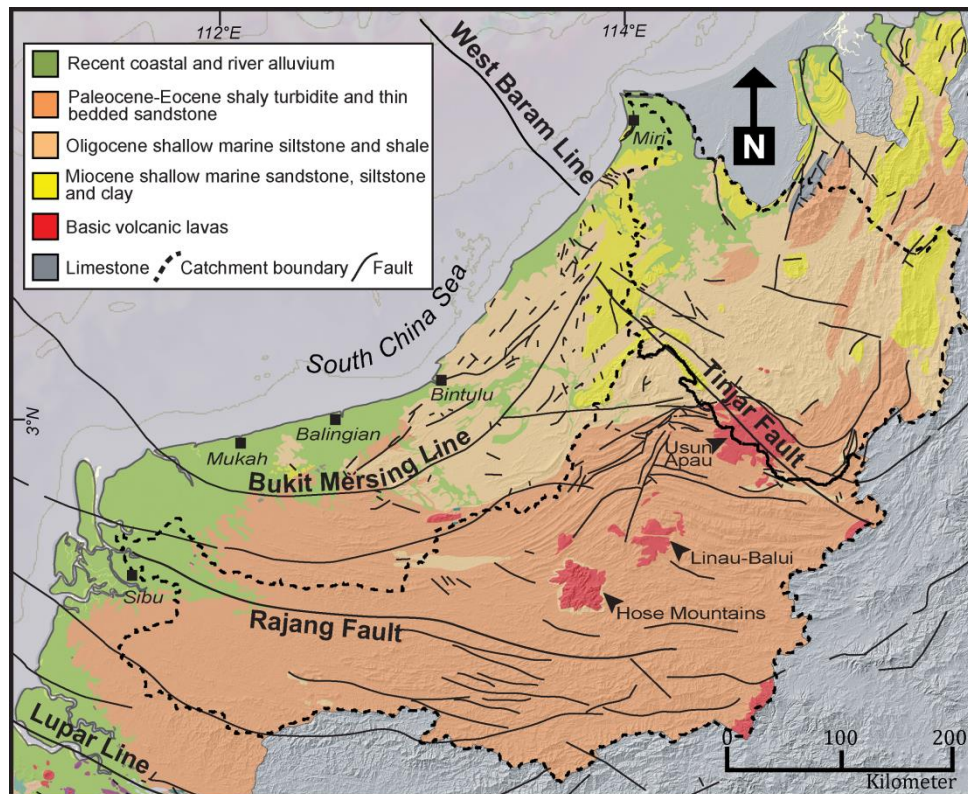 112°E
114°E
Recent coastal and river alluvium
Paleocene-Eocene shaly turbidite and thin
bedded sandstone
Oligocene shallow marine siltstone and shale
Miocene shallow marine sandstone, siltstone
and clay
Basic volcanic lavas
Limestone
Catchment boundary
Fault
West Baram Line
N
Miri
South China Sea
3°N
Bintulu
Balingian
Mukah
Bukit Mersing Line
Tinjar Fault
Usun
Apau
Linau-Balui
Hose Mountains
Sibu
Rajang Fault
Lupar Line
0 100 200
Kilometer